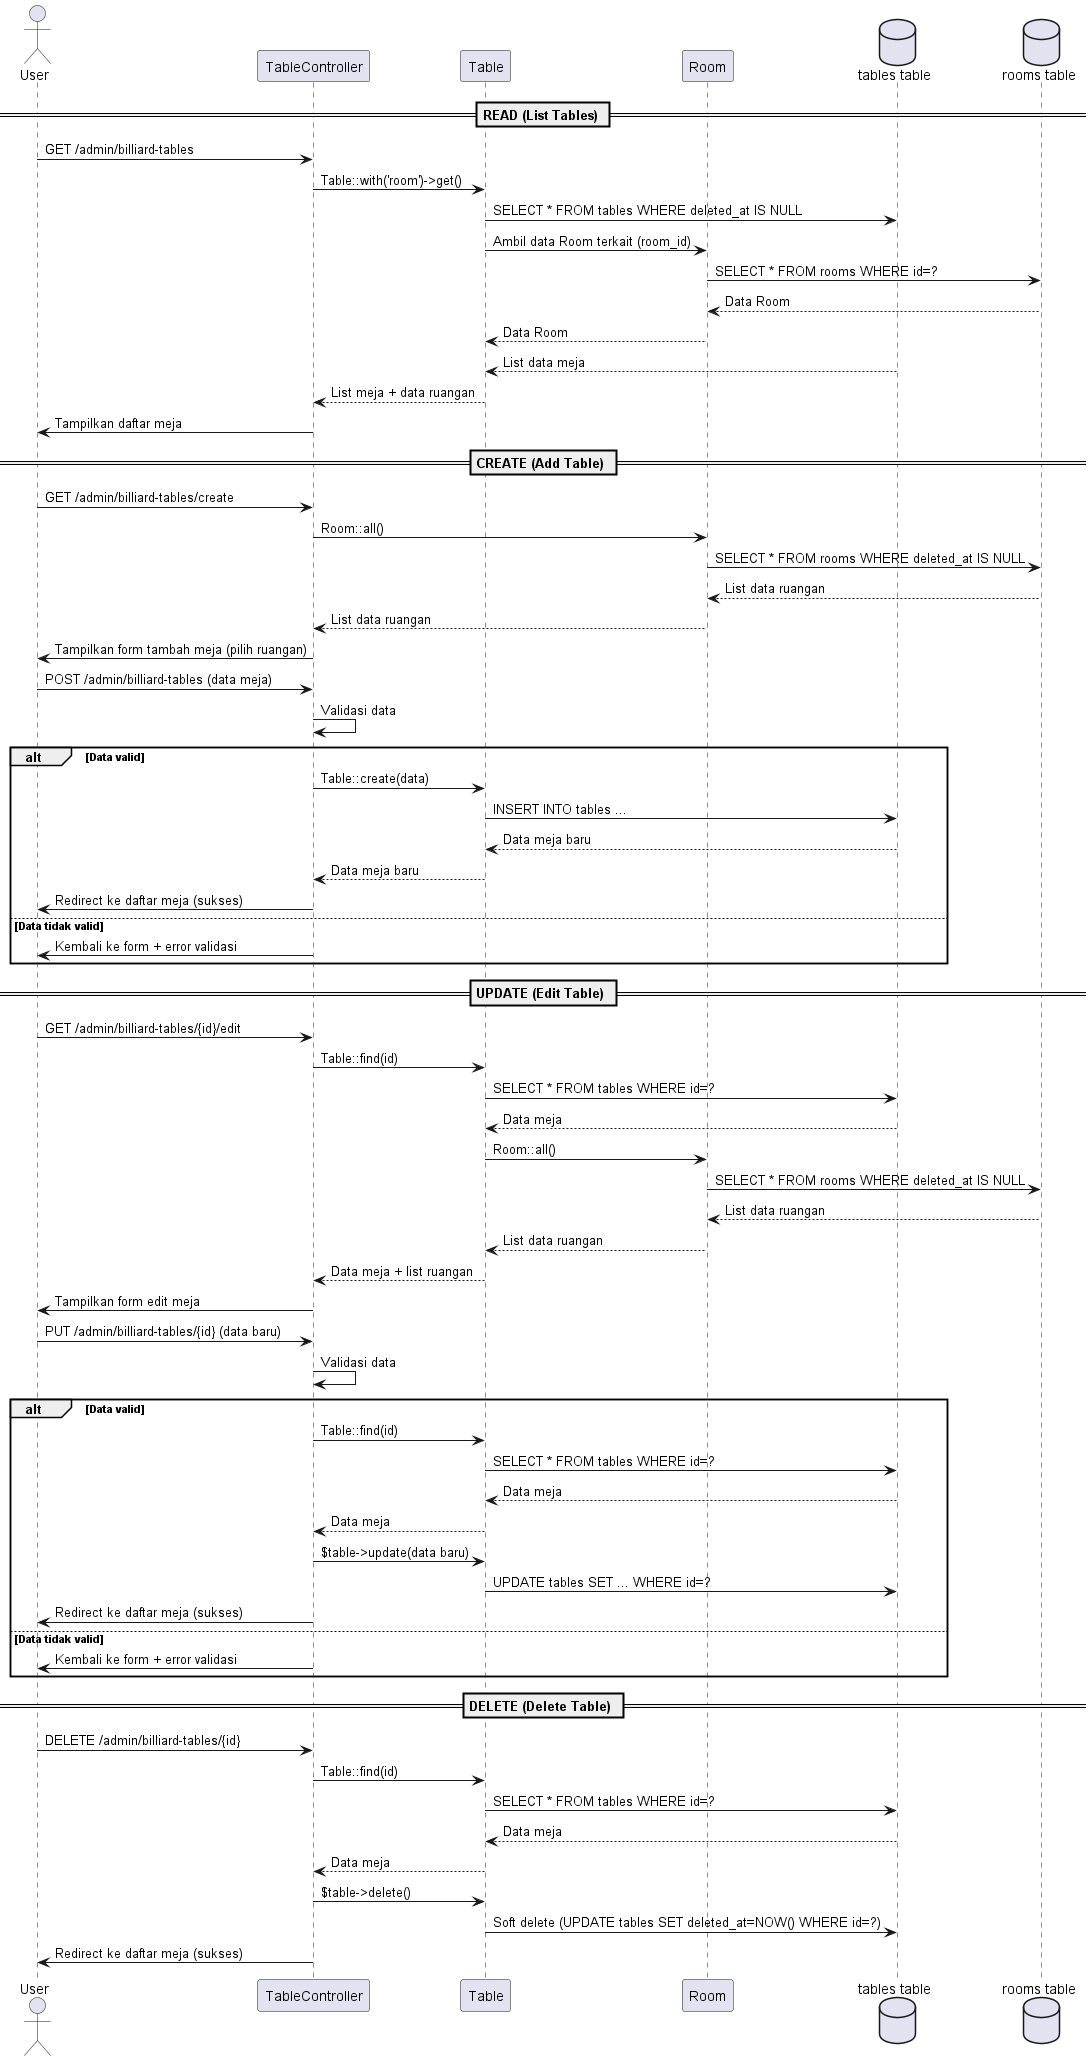 User
TableController
Table
Room
tables table
rooms table
READ (List Tables)
GET /admin/billiard-tables
Table::with('room')->get()
SELECT * FROM tables WHERE deleted_at IS NULL
Ambil data Room terkait (room_id)
SELECT * FROM rooms WHERE id=?
Data Room
Data Room
List data meja
List meja + data ruangan
Tampilkan daftar meja
CREATE (Add Table)
GET /admin/billiard-tables/create
Room::all()
SELECT * FROM rooms WHERE deleted_at IS NULL
List data ruangan
List data ruangan
Tampilkan form tambah meja (pilih ruangan)
POST /admin/billiard-tables (data meja)
Validasi data
alt
[Data valid]
Table::create(data)
INSERT INTO tables ...
Data meja baru
Data meja baru
Redirect ke daftar meja (sukses)
[Data tidak valid]
Kembali ke form + error validasi
UPDATE (Edit Table)
GET /admin/billiard-tables/{id}/edit
Table::find(id)
SELECT * FROM tables WHERE id=?
Data meja
Room::all()
SELECT * FROM rooms WHERE deleted_at IS NULL
List data ruangan
List data ruangan
Data meja + list ruangan
Tampilkan form edit meja
PUT /admin/billiard-tables/{id} (data baru)
Validasi data
alt
[Data valid]
Table::find(id)
SELECT * FROM tables WHERE id=?
Data meja
Data meja
$table->update(data baru)
UPDATE tables SET ... WHERE id=?
Redirect ke daftar meja (sukses)
[Data tidak valid]
Kembali ke form + error validasi
DELETE (Delete Table)
DELETE /admin/billiard-tables/{id}
Table::find(id)
SELECT * FROM tables WHERE id=?
Data meja
Data meja
$table->delete()
Soft delete (UPDATE tables SET deleted_at=NOW() WHERE id=?)
Redirect ke daftar meja (sukses)
User
TableController
Table
Room
tables table
rooms table